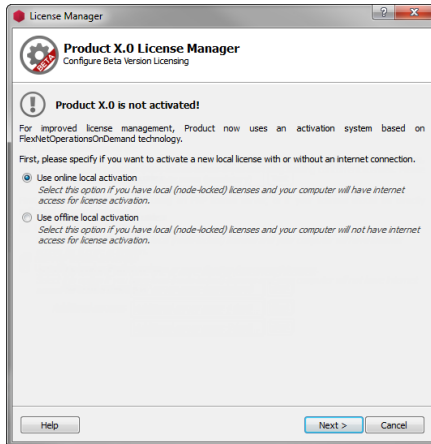 License Manager
?
X
Product X.0 License Manager
Configure Beta Version Licensing
BETA
! Product X.0 is not activated!
For improved license management, Product now uses an activation system based on
FlexNetOperationsOnDemand technology.
First, please specify if you want to activate a new local license with or without an internet connection.
Use online local activation
Select this option if you have local (node-locked) licenses and your computer will have internet
access for license activation.
Use offline local activation
Select this option if you have local (node-locked) licenses and your computer will not have internet
access for license activation.
Help
Next >
Cancel